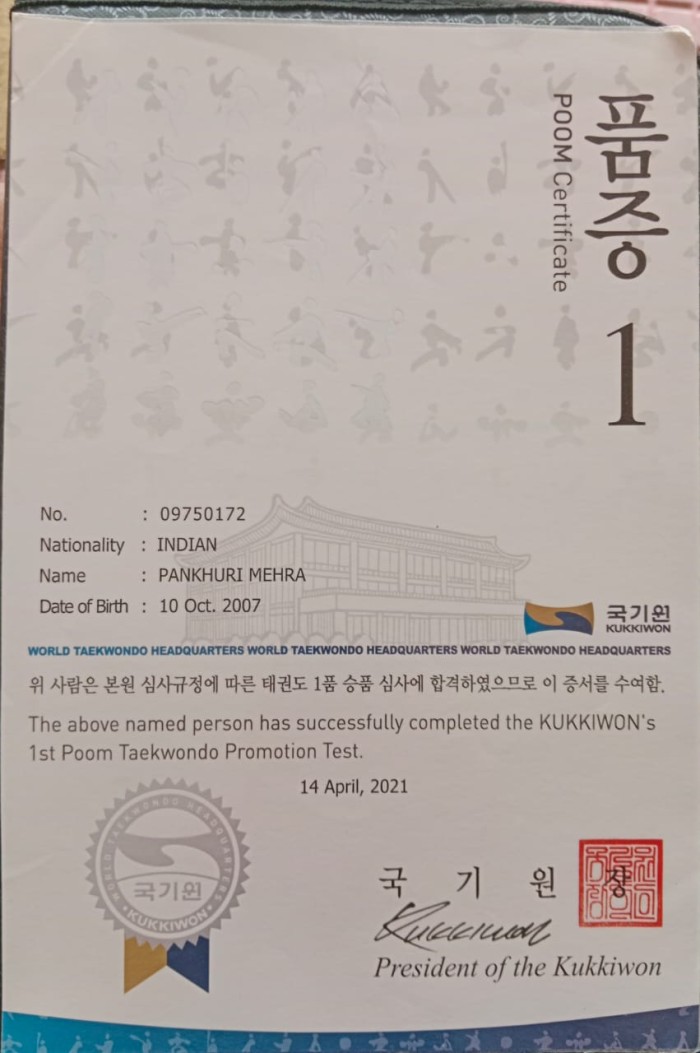 품증
POOM Certificate
1
No. : 09750172
Nationality : INDIAN
Name : PANKHURI MEHRA
Date of Birth : 10 Oct. 2007
국기원
KUKKIWON
WORLD TAEKWONDO HEADQUARTERS WORLD TAEKWONDO HEADQUARTERS WORLD TAEKWONDO HEADQUARTERS
위 사람은 본원 심사규정에 따른 태권도 1품 승품 심사에 합격하였으므로 이 증서를 수여함.
The above named person has successfully completed the KUKKIWON's
1st Poom Taekwondo Promotion Test.
14 April, 2021
WORLD TAEKWONDO HEADQUARTERS
국기원
KUKKIWON
국 기 원 장
Kukkiwon
President of the Kukkiwon